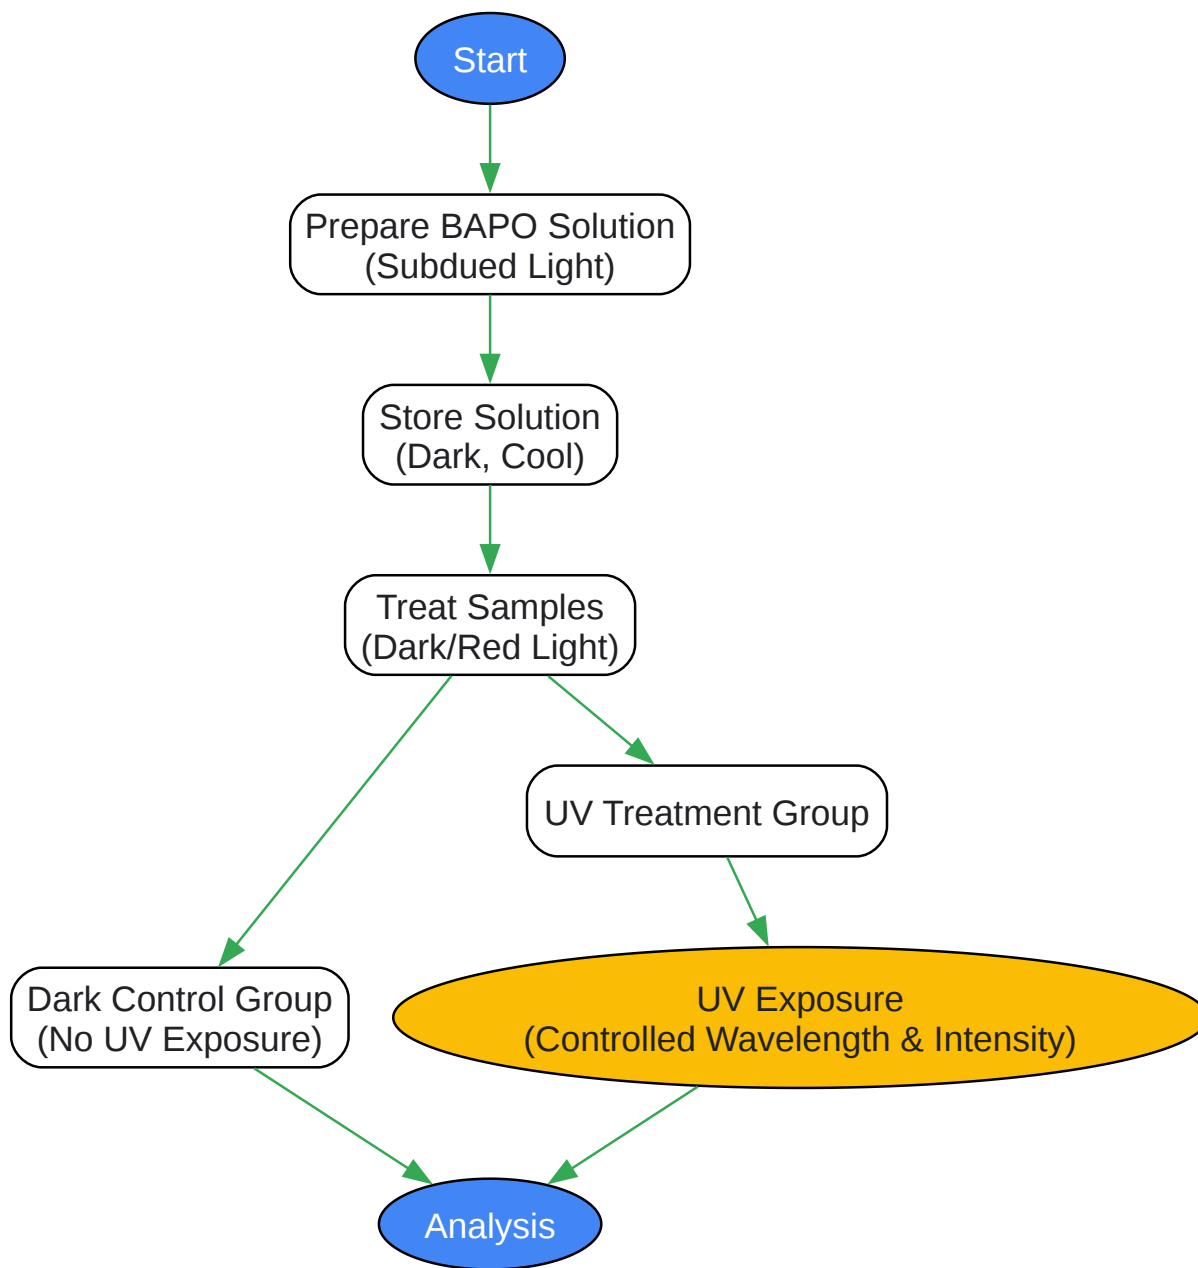 Start
Prepare BAPO Solution
(Subdued Light)
Store Solution
(Dark, Cool)
Treat Samples
(Dark/Red Light)
UV Treatment Group
Dark Control Group
(No UV Exposure)
UV Exposure
(Controlled Wavelength & Intensity)
Analysis